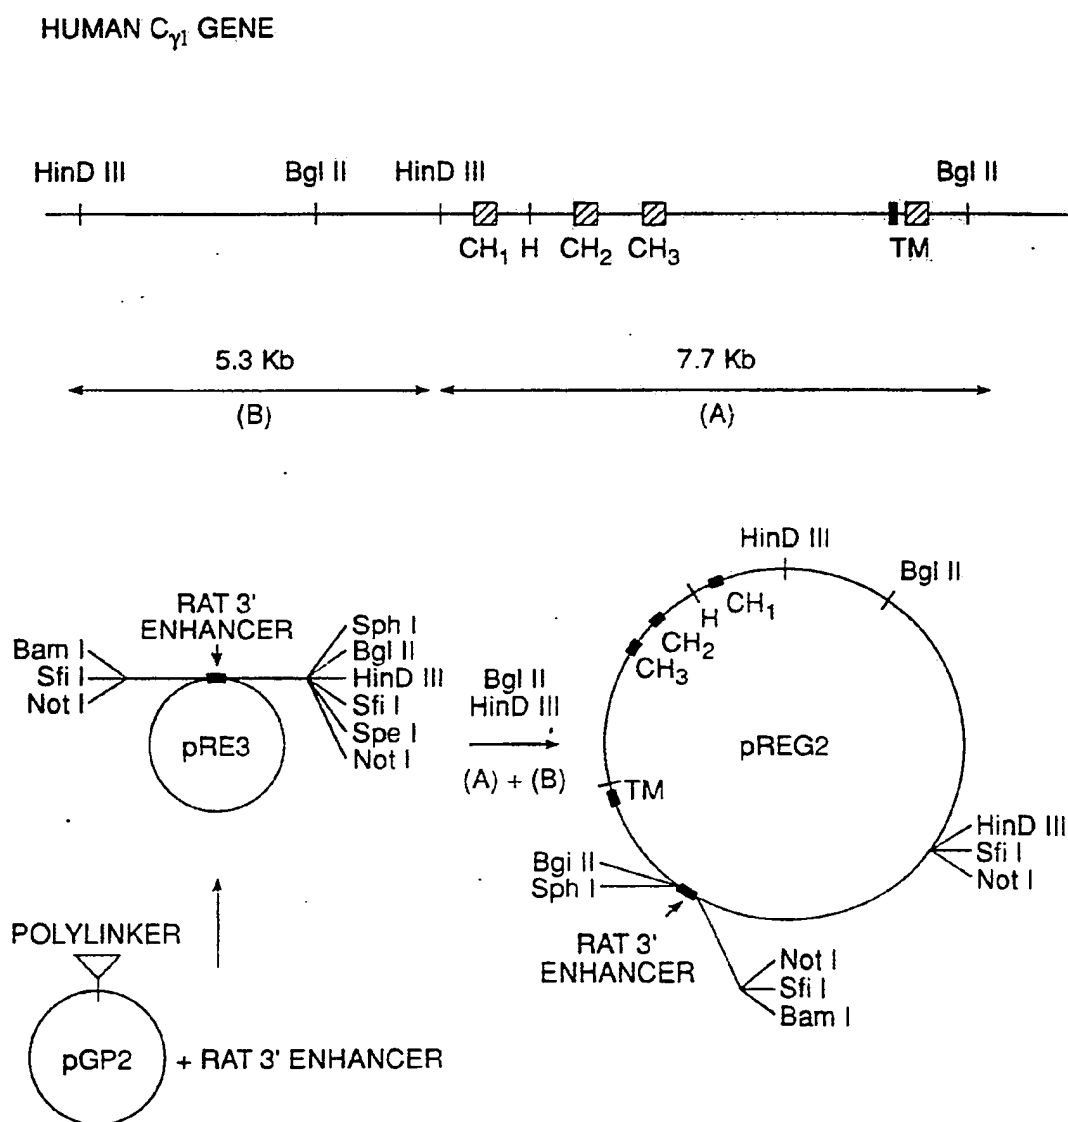 HUMAN Cγ1 GENE
HinD III
Bgl II
HinD III
Bgl II
CH1
H
CH2
CH3
TM
5.3 Kb
7.7 Kb
(B)
(A)
RAT 3'
ENHANCER
Bam I
Sfi I
Not I
Sph I
Bgl II
HinD III
Sfi I
Spe I
Not I
pRE3
Bgl II
HinD III
(A) + (B)
HinD III
Bgl II
CH1
H
CH2
CH3
pREG2
TM
Bgi II
Sph I
HinD III
Sfi I
Not I
RAT 3'
ENHANCER
Not I
Sfi I
Bam I
POLYLINKER
pGP2
+ RAT 3' ENHANCER